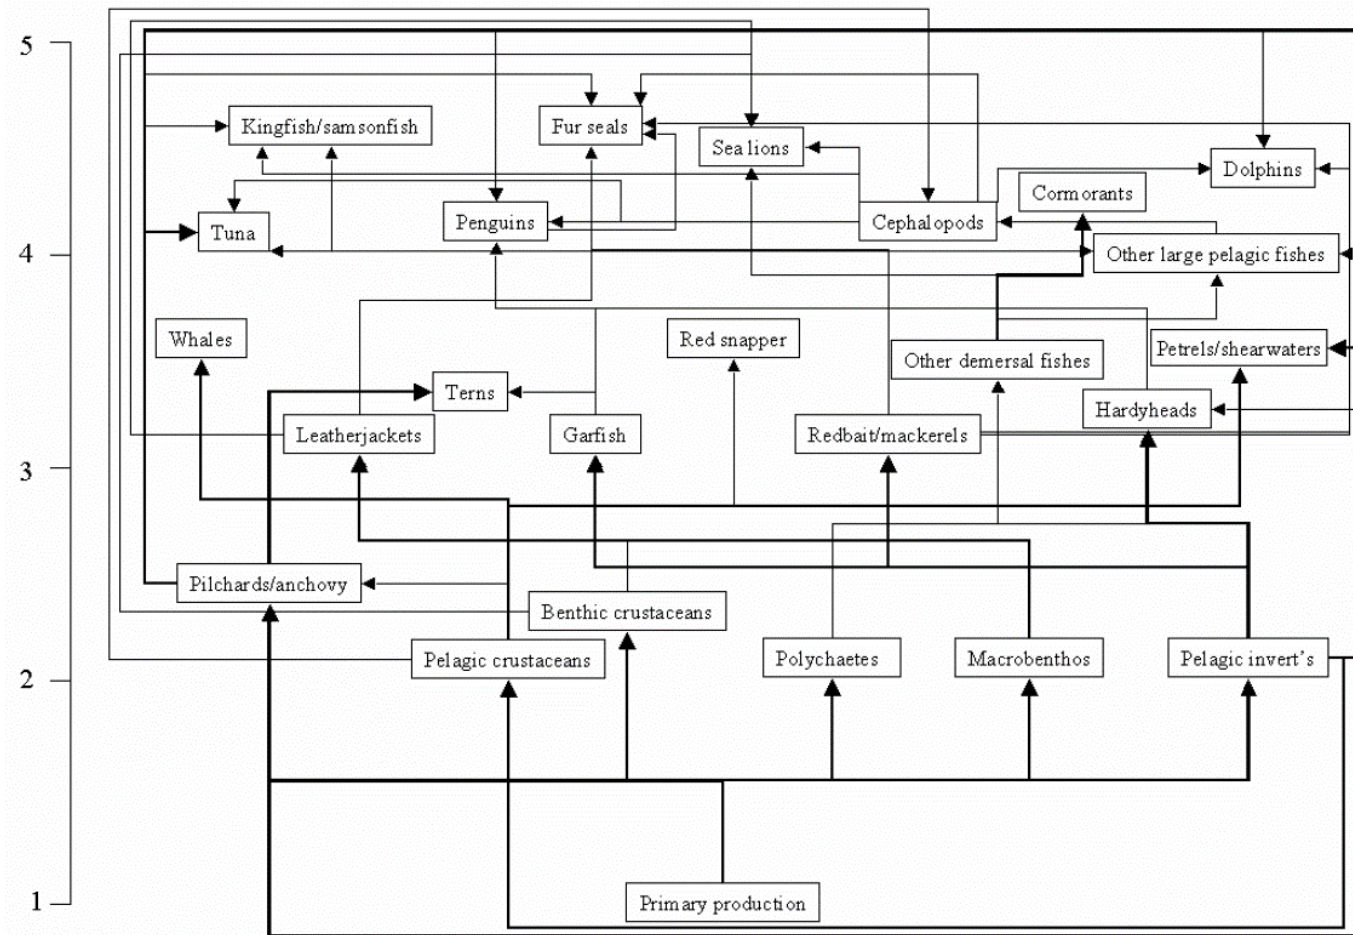 5
Kingfish/samsonfish
Fur seals
Sea lions
Dolphins
Cormorants
Tuna
Penguins
Cephalopods
4
Other large pelagic fishes
Whales
Red snapper
Other demersal fishes
Petrels/shearwaters
Terns
Hardyheads
Leatherjackets
Garfish
Redbait/mackerels
3
Pilchards/anchovy
Benthic crustaceans
Pelagic crustaceans
Polychaetes
Macrobenthos
Pelagic invert's
2
1
Primary production